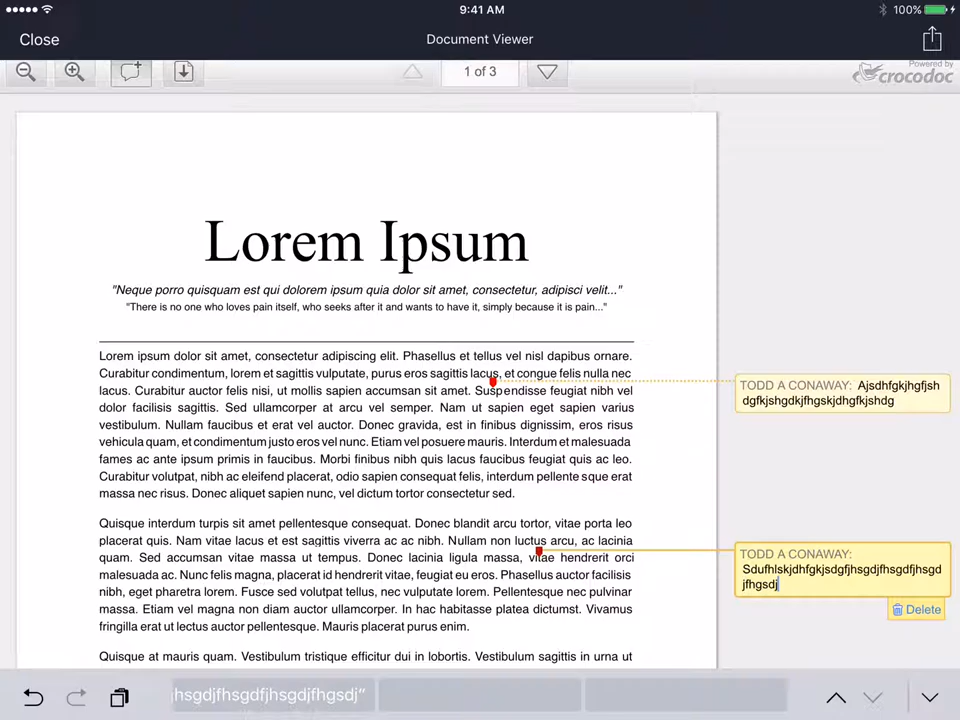 9:41 AM
100%
Close
Document Viewer
1 of 3
Powered by
crocodoc
Lorem Ipsum
"Neque porro quisquam est qui dolorem ipsum quia dolor sit amet, consectetur, adipisci velit..."
"There is no one who loves pain itself, who seeks after it and wants to have it, simply because it is pain..."
Lorem ipsum dolor sit amet, consectetur adipiscing elit. Phasellus et tellus vel nisl dapibus ornare.
Curabitur condimentum, lorem et sagittis vulputate, purus eros sagittis lacus, et congue felis nulla nec
lacus. Curabitur auctor felis nisi, ut mollis sapien accumsan sit amet. Suspendisse feugiat nibh vel
dolor facilisis sagittis. Sed ullamcorper at arcu vel semper. Nam ut sapien eget sapien varius
vestibulum. Nullam faucibus et erat vel auctor. Donec gravida, est in finibus dignissim, eros risus
vehicula quam, et condimentum justo eros vel nunc. Etiam vel posuere mauris. Interdum et malesuada
fames ac ante ipsum primis in faucibus. Morbi finibus nibh quis lacus faucibus feugiat quis ac leo.
Curabitur volutpat, nibh ac eleifend placerat, odio sapien consequat felis, interdum pellentesque erat
massa nec risus. Donec aliquet sapien nunc, vel dictum tortor consectetur sed.
Quisque interdum turpis sit amet pellentesque consequat. Donec blandit arcu tortor, vitae porta leo
placerat quis. Nam vitae lacus et est sagittis viverra ac ac nibh. Nullam non luctus arcu, ac lacinia
quam. Sed accumsan vitae massa ut tempus. Donec lacinia ligula massa, vitae hendrerit orci
malesuada ac. Nunc felis magna, placerat id hendrerit vitae, feugiat eu eros. Phasellus auctor facilisis
nibh, eget pharetra lorem. Fusce sed volutpat tellus, nec vulputate lorem. Pellentesque nec pulvinar
massa. Etiam vel magna non diam auctor ullamcorper. In hac habitasse platea dictumst. Vivamus
fringilla erat ut lectus auctor pellentesque. Mauris placerat purus enim.
Quisque at mauris quam. Vestibulum tristique efficitur dui in lobortis. Vestibulum sagittis in urna ut
TODD A CONAWAY: Ajsdhfgkjhgfjsh
dgfkjshgdkjfhgskjdhgfkjshdg
TODD A CONAWAY:
Sdufhlskjdhfgkjsdgfjhsgdjfhsgdfjhsgd
jfhgsdj
Delete
hsgdjfhsgdfjhsgdjfhgsdj"